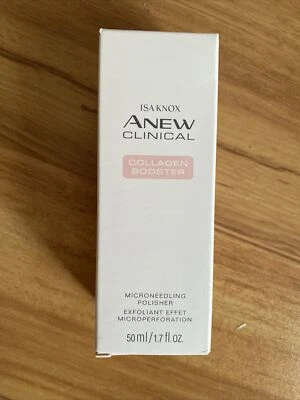 ISA KNOX
ANEW
CLINICAL
COLLAGEN
BOOSTER
MICRONEEDLING
POLISHER
EXFOLIANT EFFET
MICROPERFORATION
50 ml/1.7 fl. oz.